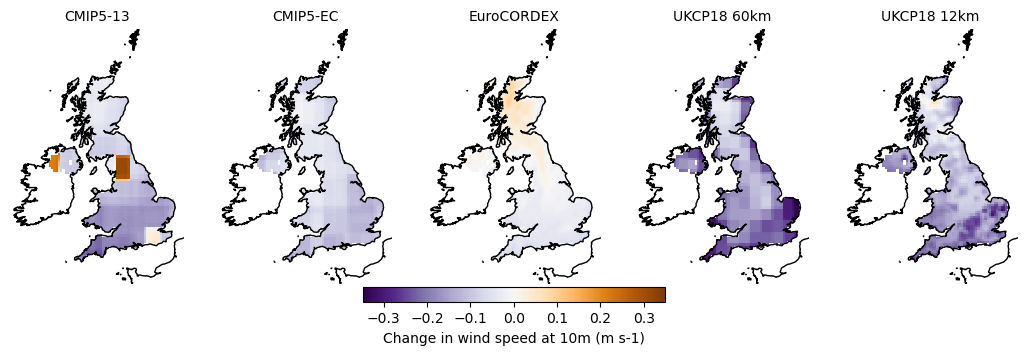 CMIP5-13 CMIP5-EC EuroCORDEX UKCP18 60km UKCP18 12km
−0.3 −0.2 −0.1 0.0 0.1 0.2 0.3
Change in wind speed at 10m (m s-1)